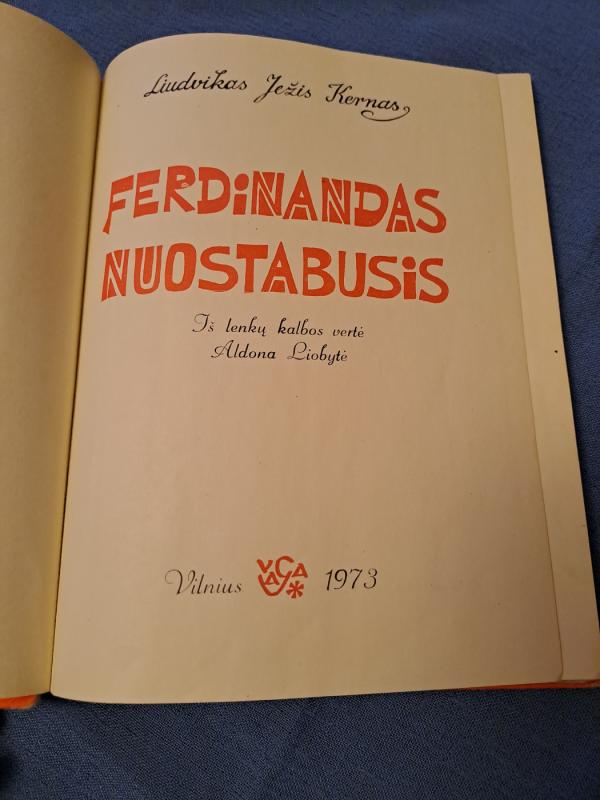 Liudvikas Ježis Kernas
FERDiNANDAS
NUOSTABUSiS
Iš lenkų kalbos vertė
Aldona Liobytė
Vilnius VAGA 1973